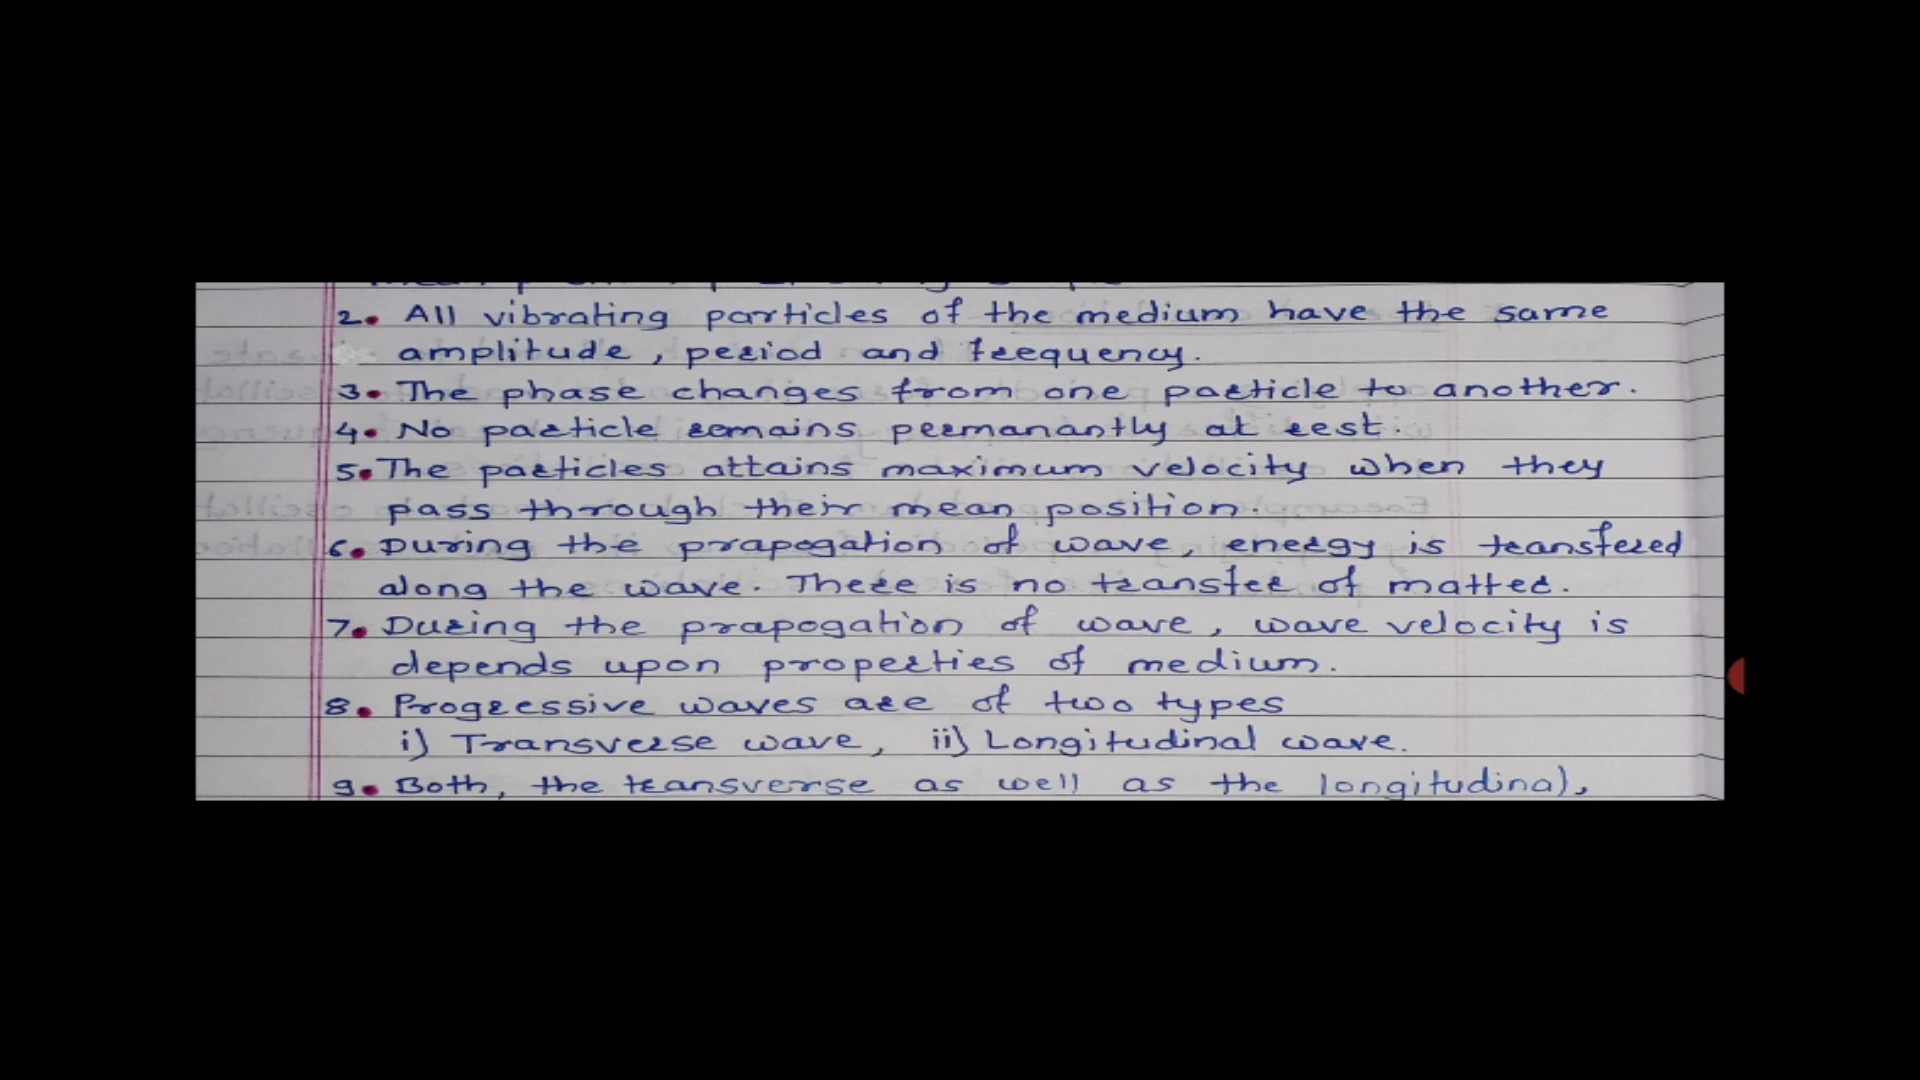 2. All vibrating particles of the medium have the same
amplitude, period and frequency.
3. The phase changes from one particle to another.
4. No particle remains permanantly at rest.
5. The particles attains maximum velocity when they
pass through their mean position.
6. During the prapogation of wave, energy is transfered
along the wave. There is no transfer of matter.
7. During the prapogation of wave, wave velocity is
depends upon properties of medium.
8. Progressive waves are of two types
i) Transverse wave, ii) Longitudinal wave.
9. Both, the transverse as well as the longitudinal,